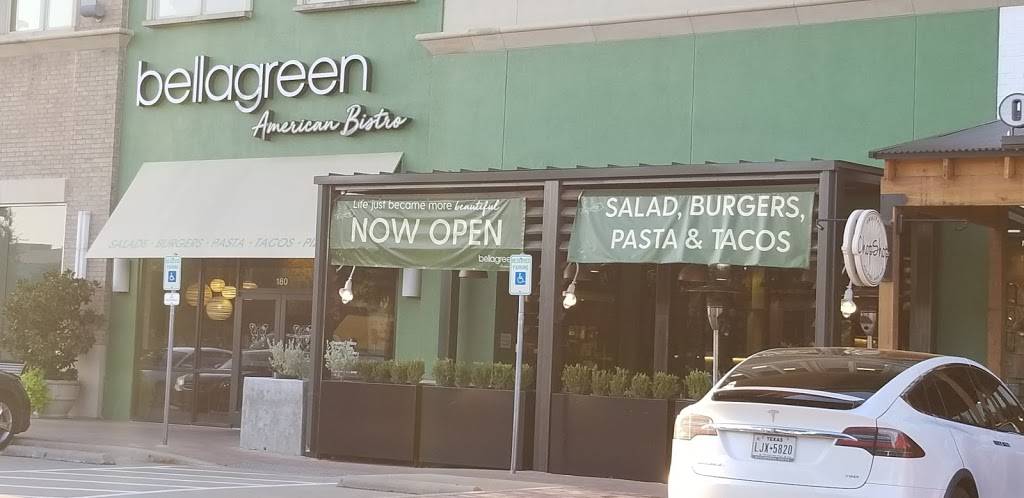 bellagreen
American Bistro
Life just became more beautiful
NOW OPEN
SALAD, BURGERS,
PASTA & TACOS
SALADS · BURGERS · PASTA · TACOS ·
180
PARKING
TEXAS
LJX•5820